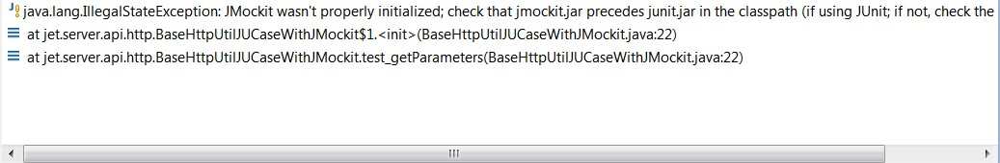 java.lang.IllegalStateException: JMockit wasn't properly initialized; check that jmockit.jar precedes junit.jar in the classpath (if using JUnit; if not, check the
at jet.server.api.http.BaseHttpUtilJUCaseWithJMockit$1.<init>(BaseHttpUtilJUCaseWithJMockit.java:22)
at jet.server.api.http.BaseHttpUtilJUCaseWithJMockit.test_getParameters(BaseHttpUtilJUCaseWithJMockit.java:22)